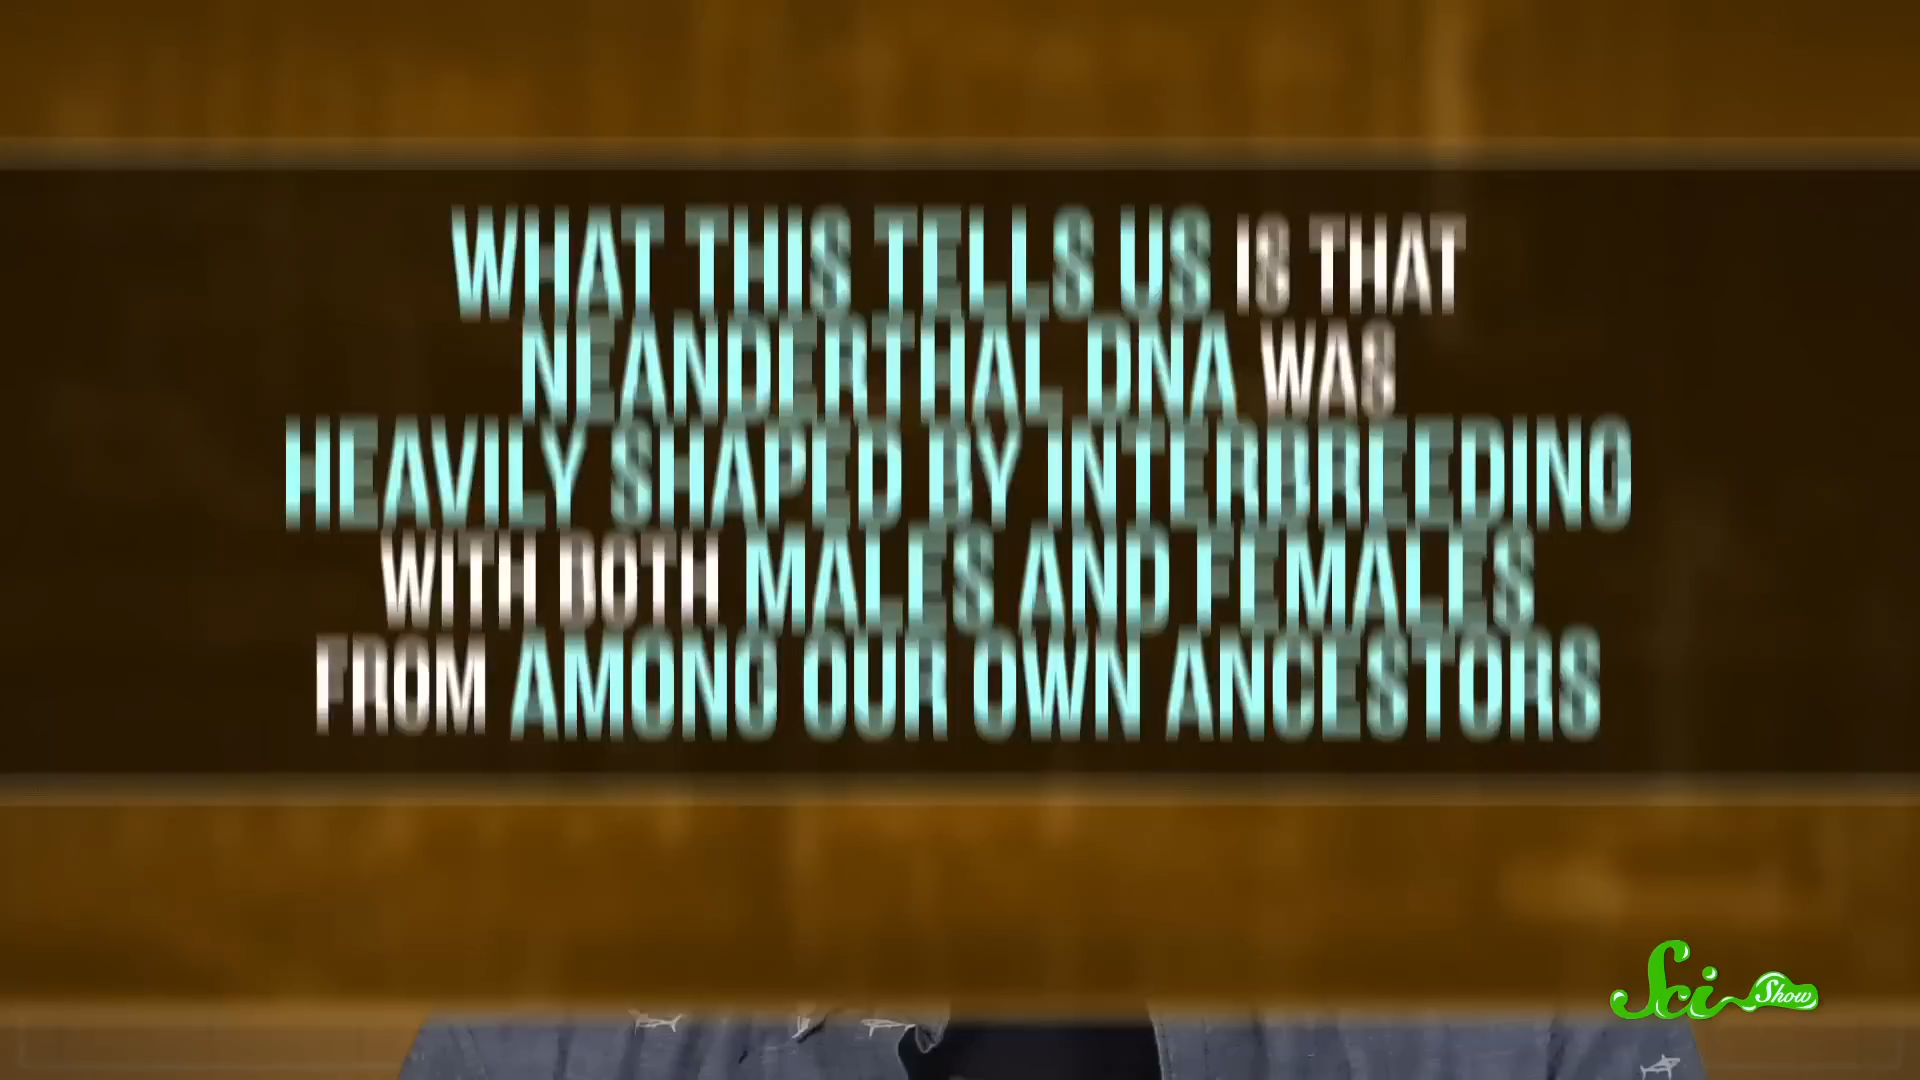 WHAT THIS TELLS US IS THAT
NEANDERTHAL DNA WAS
HEAVILY SHAPED BY INTERBREEDING
WITH BOTH MALES AND FEMALES
FROM AMONG OUR OWN ANCESTORS
Sci Show